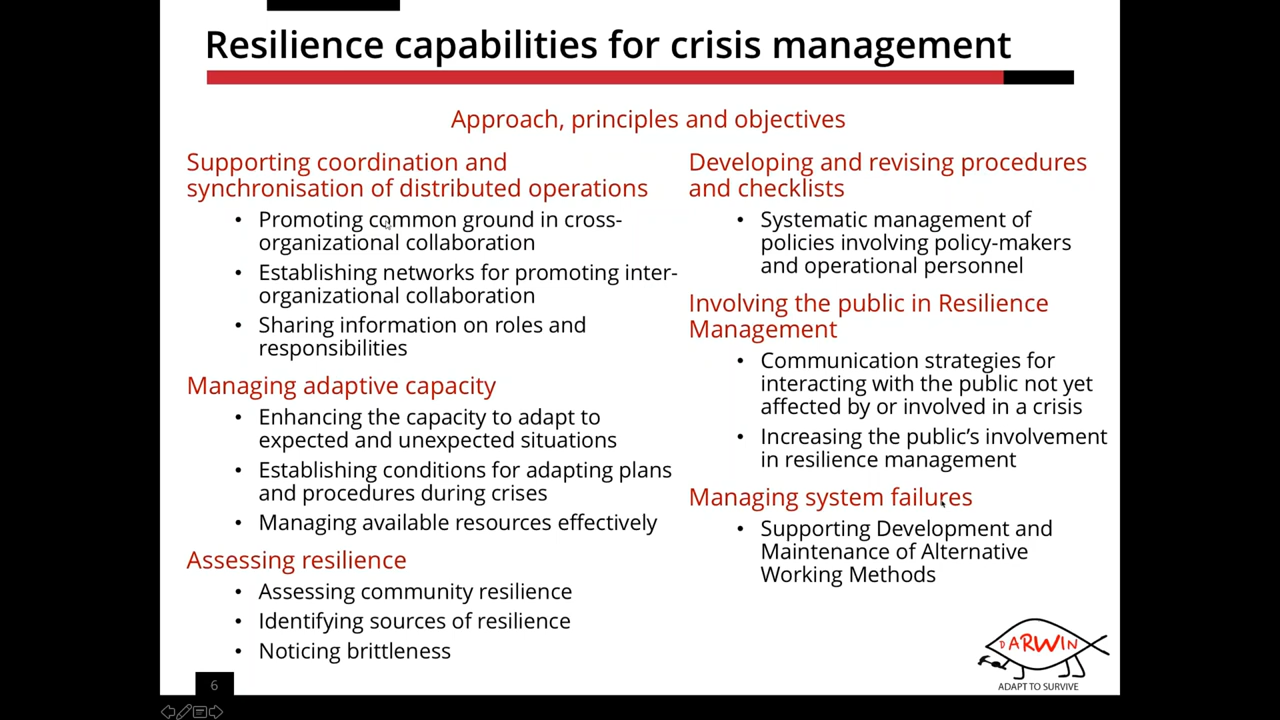 Resilience capabilities for crisis management
Approach, principles and objectives
Supporting coordination and
synchronisation of distributed operations
• Promoting common ground in cross-
organizational collaboration
• Establishing networks for promoting inter-
organizational collaboration
• Sharing information on roles and
responsibilities
Managing adaptive capacity
• Enhancing the capacity to adapt to
expected and unexpected situations
• Establishing conditions for adapting plans
and procedures during crises
• Managing available resources effectively
Assessing resilience
• Assessing community resilience
• Identifying sources of resilience
• Noticing brittleness
Developing and revising procedures
and checklists
• Systematic management of
policies involving policy-makers
and operational personnel
Involving the public in Resilience
Management
• Communication strategies for
interacting with the public not yet
affected by or involved in a crisis
• Increasing the public’s involvement
in resilience management
Managing system failures
• Supporting Development and
Maintenance of Alternative
Working Methods
DARWIN
ADAPT TO SURVIVE
6